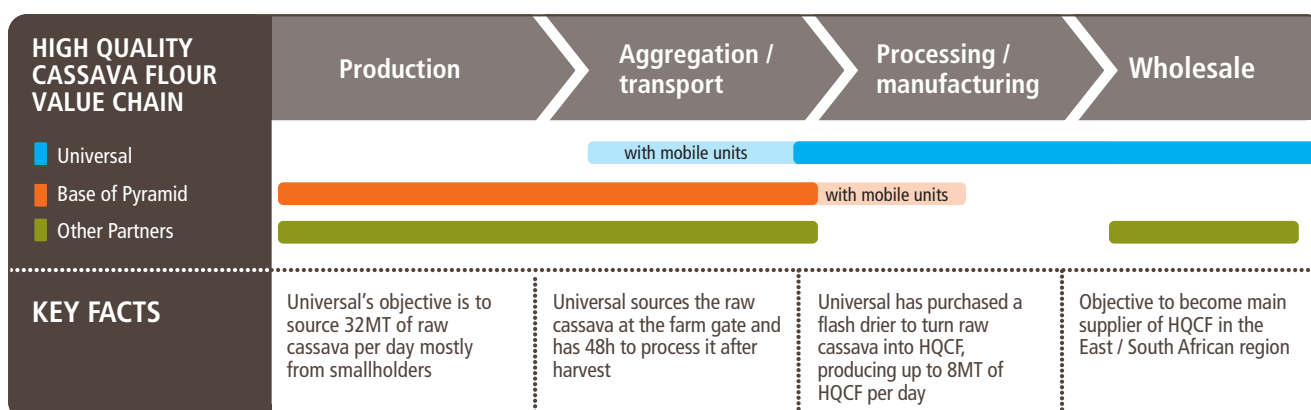 HIGH QUALITY
CASSAVA FLOUR
VALUE CHAIN
Production
Aggregation /
transport
Processing /
manufacturing
Wholesale
Universal
with mobile units
Base of Pyramid
with mobile units
Other Partners
KEY FACTS
Universal's objective is to
source 32MT of raw
cassava per day mostly
from smallholders
Universal sources the raw
cassava at the farm gate and
has 48h to process it after
harvest
Universal has purchased a
flash drier to turn raw
cassava into HQCF,
producing up to 8MT of
HQCF per day
Objective to become main
supplier of HQCF in the
East / South African region